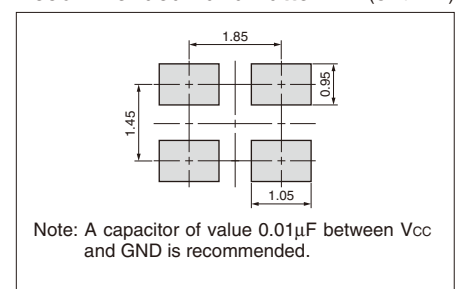 1.85
0.95
1.45
1.05
Note: A capacitor of value 0.01μF between Vcc
and GND is recommended.